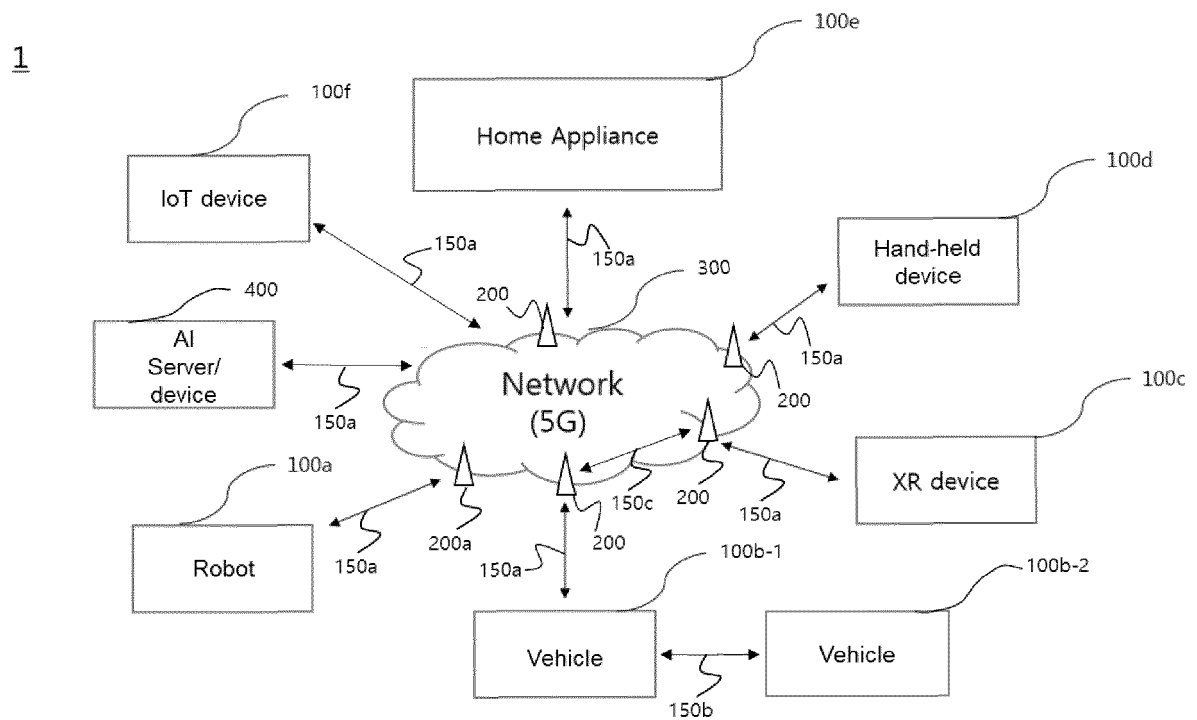 1
100e
Home Appliance
100f
IoT device
100d
Hand-held
device
150a
150a
300
200
400
AI
Server/
device
150a
150a
200
Network
(5G)
100c
XR device
100a
Robot
150a
200a
200
150c
200
150a
150a
100b-1
100b-2
Vehicle
Vehicle
150b